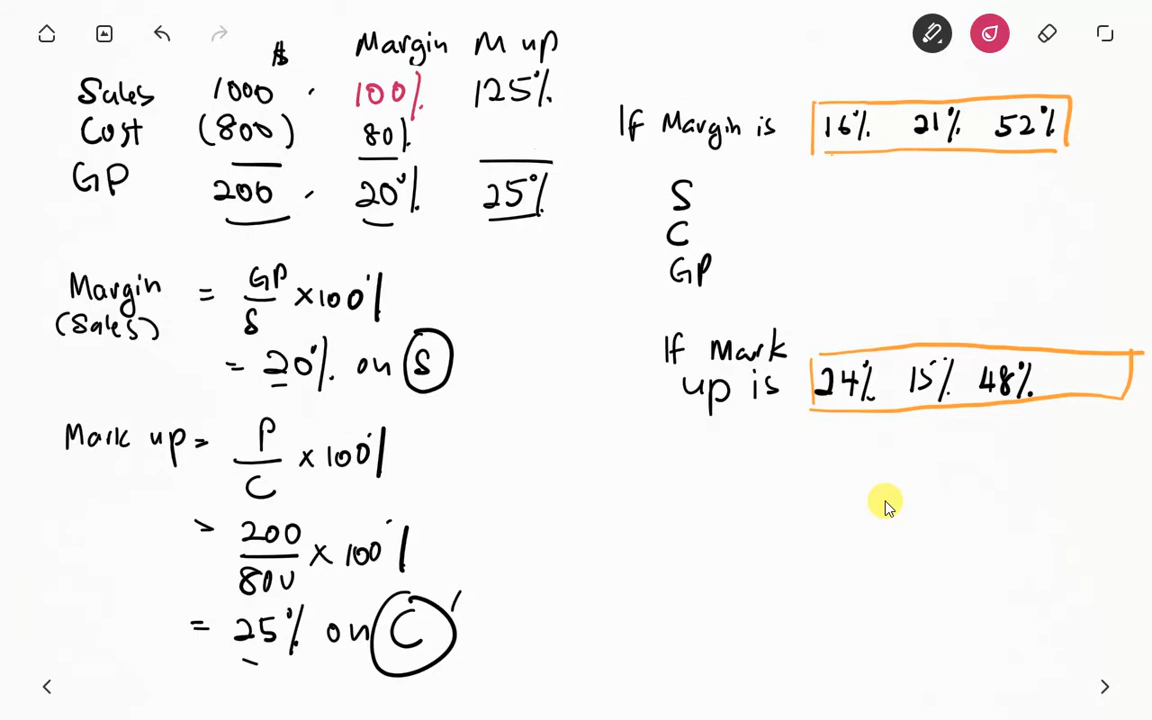 $ Margin M up
Sales 1000 100% 125%
Cost (800) 80%
GP 200 20% 25%
Margin = GP/S ×100%
(Sales)
= 20% on S
Mark up = P/C × 100%
= 200/800 × 100%
= 25% on C
If Margin is 16% 21% 52%
S
C
GP
If Mark
up is 24% 15% 48%